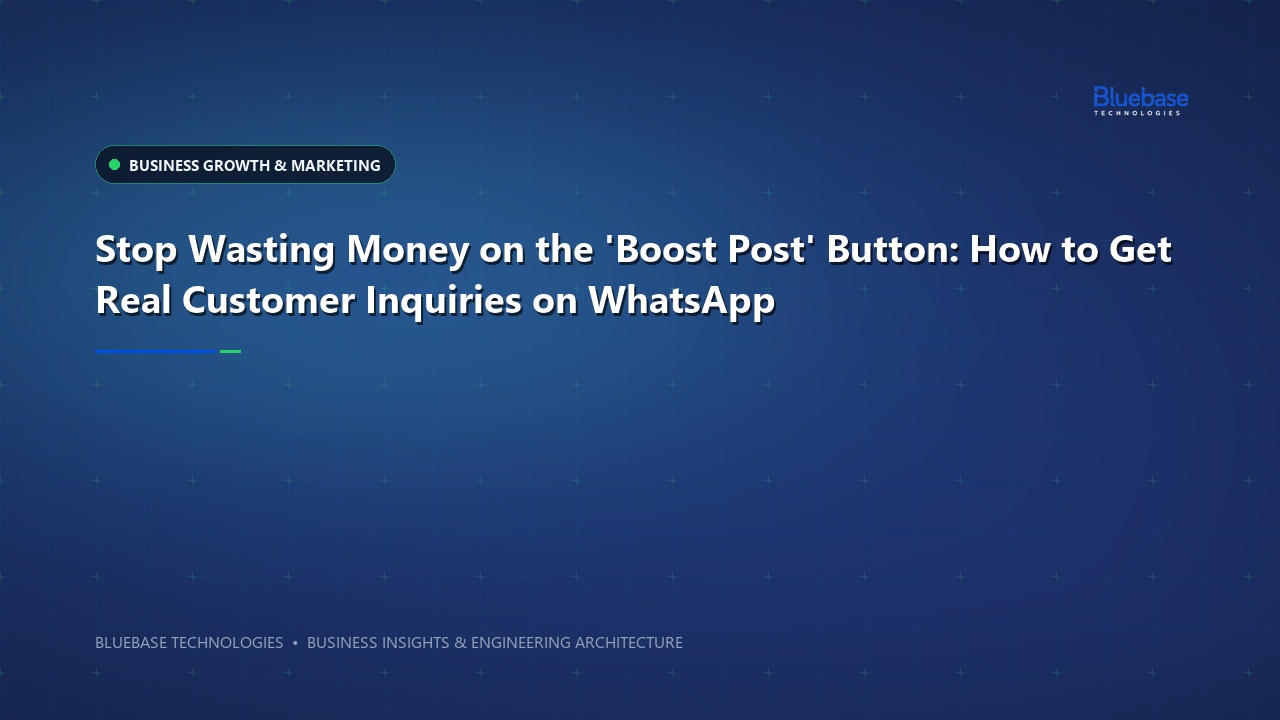 Bluebase
TECHNOLOGIES
BUSINESS GROWTH & MARKETING
Stop Wasting Money on the 'Boost Post' Button: How to Get
Real Customer Inquiries on WhatsApp
BLUEBASE TECHNOLOGIES • BUSINESS INSIGHTS & ENGINEERING ARCHITECTURE